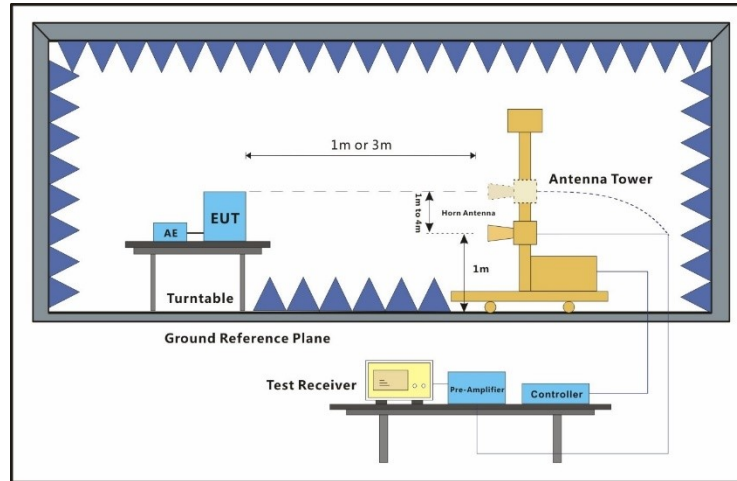 1m or 3m
Antenna Tower
1m to 4m
Horn Antenna
EUT
AE
1m
Turntable
Ground Reference Plane
Test Receiver
Pre-Amplifier
Controller